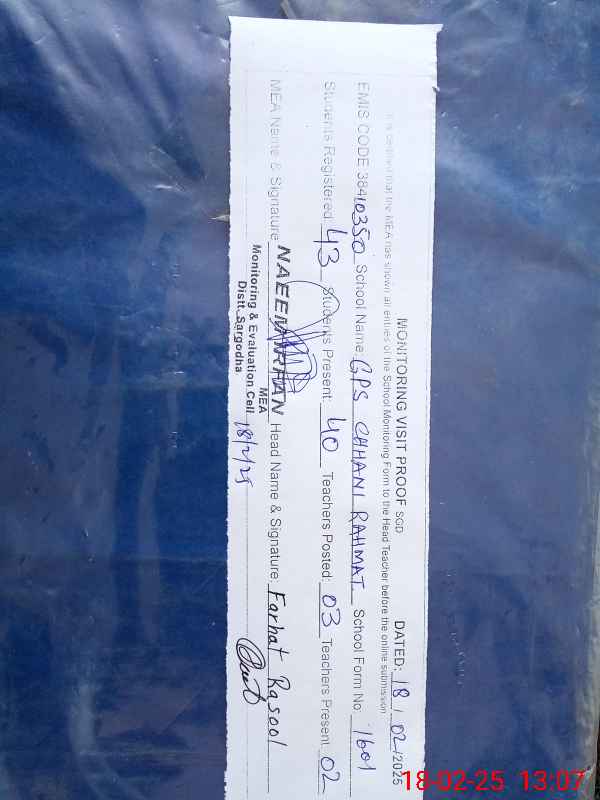 MONITORING VISIT PROOF SGD DATED: 18/02/2025
It is certified that the MEA has shown all entries of the School Monitoring Form to the Head Teacher before the online submission
EMIS CODE 38410350 School Name: GPS CHHANI RAHMAT School Form No: 1601
Students Registered: 43 Students Present: 40 Teachers Posted: 03 Teachers Present: 02
MEA Name & Signature NAEEM IRFAN Head Name & Signature: Farhat Rasool
MEA
Monitoring & Evaluation Cell
Distt. Sargodha
18/2/25
18-02-25 13:07